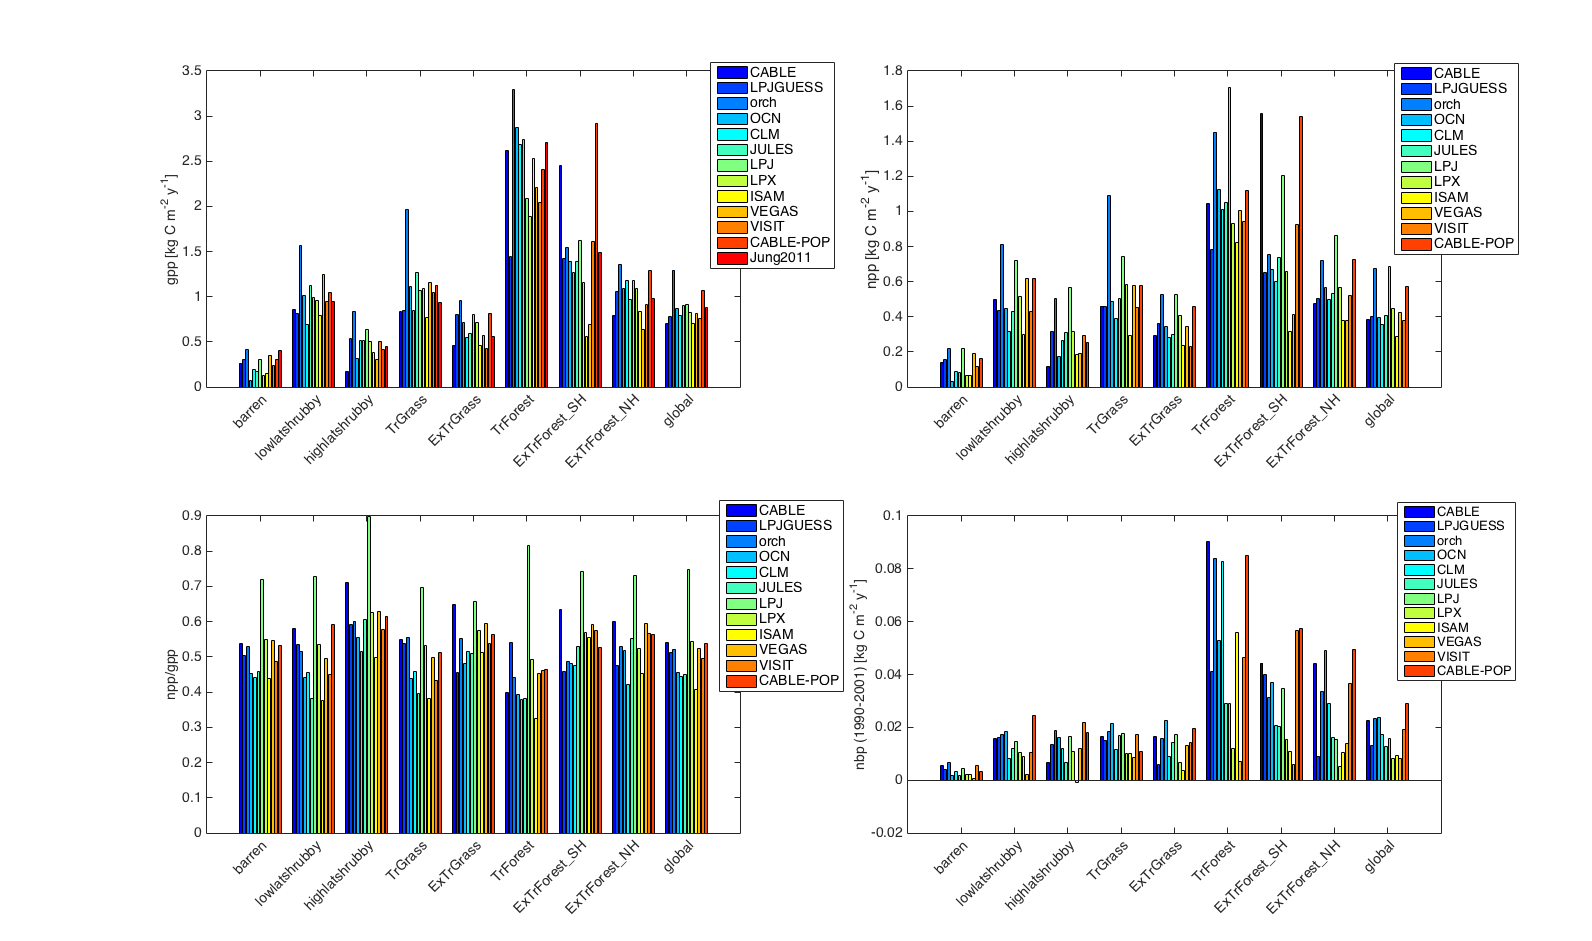 3.5
3
2.5
2
1.5
1
0.5
0
gpp [kg C m-2 y-1]
barren
lowlatshrubby
highlatshrubby
TrGrass
ExTrGrass
TrForest
ExTrForest_SH
ExTrForest_NH
global
CABLE
LPJGUESS
orch
OCN
CLM
JULES
LPJ
LPX
ISAM
VEGAS
VISIT
CABLE-POP
Jung2011
1.8
1.6
1.4
1.2
1
0.8
0.6
0.4
0.2
0
npp [kg C m-2 y-1]
barren
lowlatshrubby
highlatshrubby
TrGrass
ExTrGrass
TrForest
ExTrForest_SH
ExTrForest_NH
global
CABLE
LPJGUESS
orch
OCN
CLM
JULES
LPJ
LPX
ISAM
VEGAS
VISIT
CABLE-POP
0.9
0.8
0.7
0.6
0.5
0.4
0.3
0.2
0.1
0
npp/gpp
barren
lowlatshrubby
highlatshrubby
TrGrass
ExTrGrass
TrForest
ExTrForest_SH
ExTrForest_NH
global
CABLE
LPJGUESS
orch
OCN
CLM
JULES
LPJ
LPX
ISAM
VEGAS
VISIT
CABLE-POP
0.1
0.08
0.06
0.04
0.02
0
-0.02
nbp (1990-2001) [kg C m-2 y-1]
barren
lowlatshrubby
highlatshrubby
TrGrass
ExTrGrass
TrForest
ExTrForest_SH
ExTrForest_NH
global
CABLE
LPJGUESS
orch
OCN
CLM
JULES
LPJ
LPX
ISAM
VEGAS
VISIT
CABLE-POP